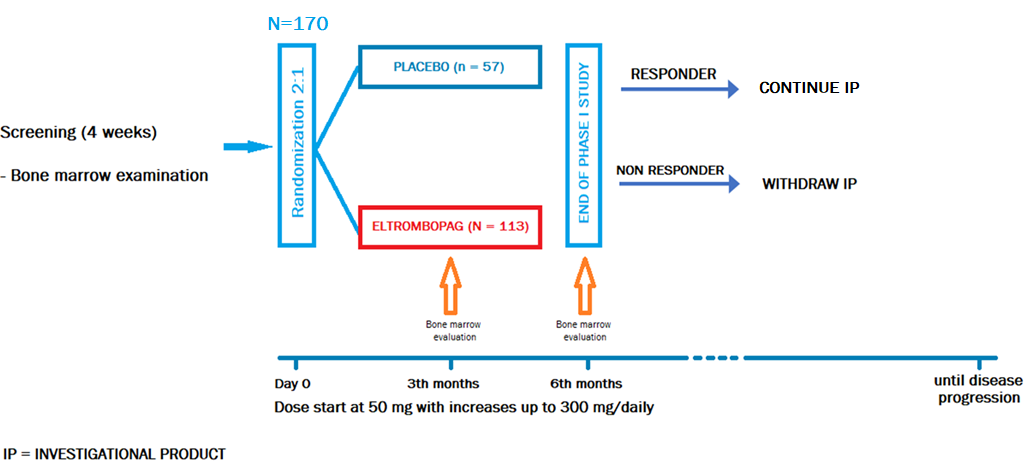 N=170
Screening (4 weeks)
- Bone marrow examination
Randomization 2:1
PLACEBO (n = 57)
ELTROMBOPAG (N = 113)
END OF PHASE I STUDY
RESPONDER
CONTINUE IP
NON RESPONDER
WITHDRAW IP
Bone marrow
evaluation
Bone marrow
evaluation
Day 0
3th months
6th months
until disease
progression
Dose start at 50 mg with increases up to 300 mg/daily
IP = INVESTIGATIONAL PRODUCT